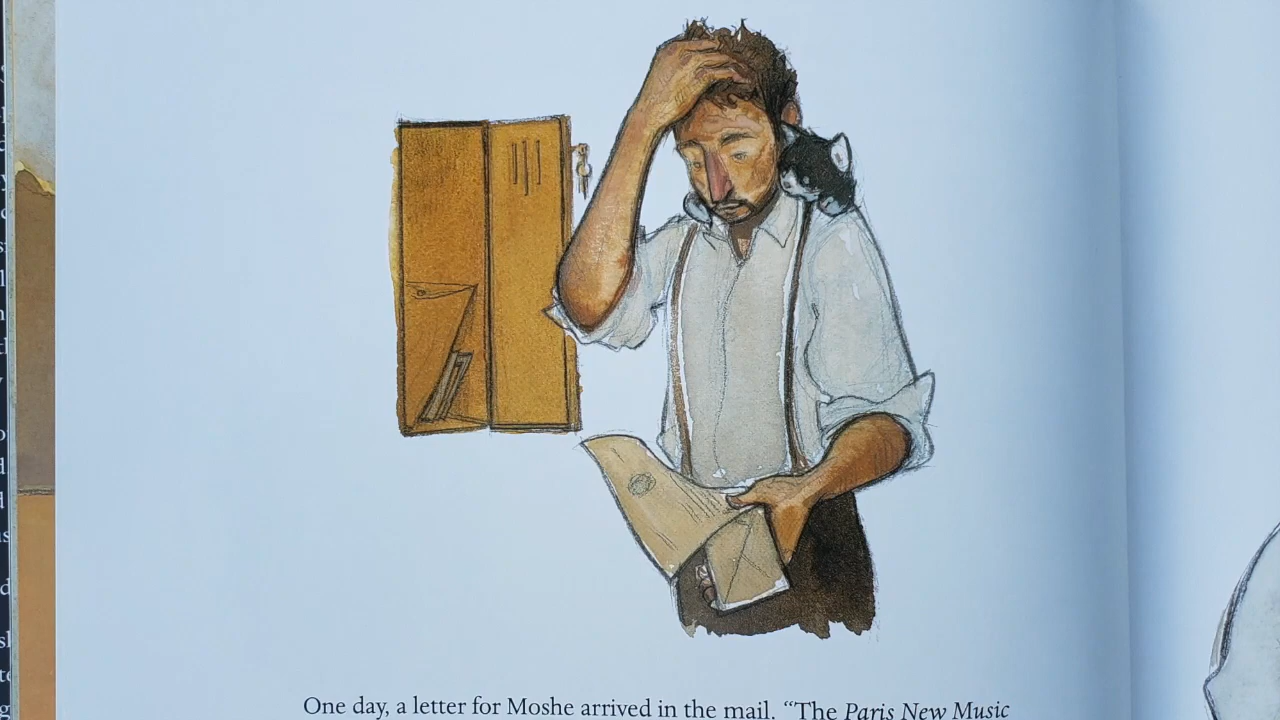 One day, a letter for Moshe arrived in the mail. “The Paris New Music